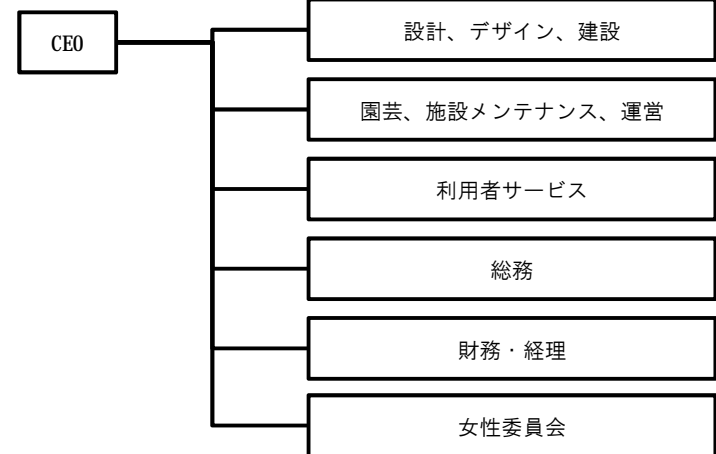 CEO
設計、デザイン、建設
園芸、施設メンテナンス、運営
利用者サービス
総務
財務・経理
女性委員会